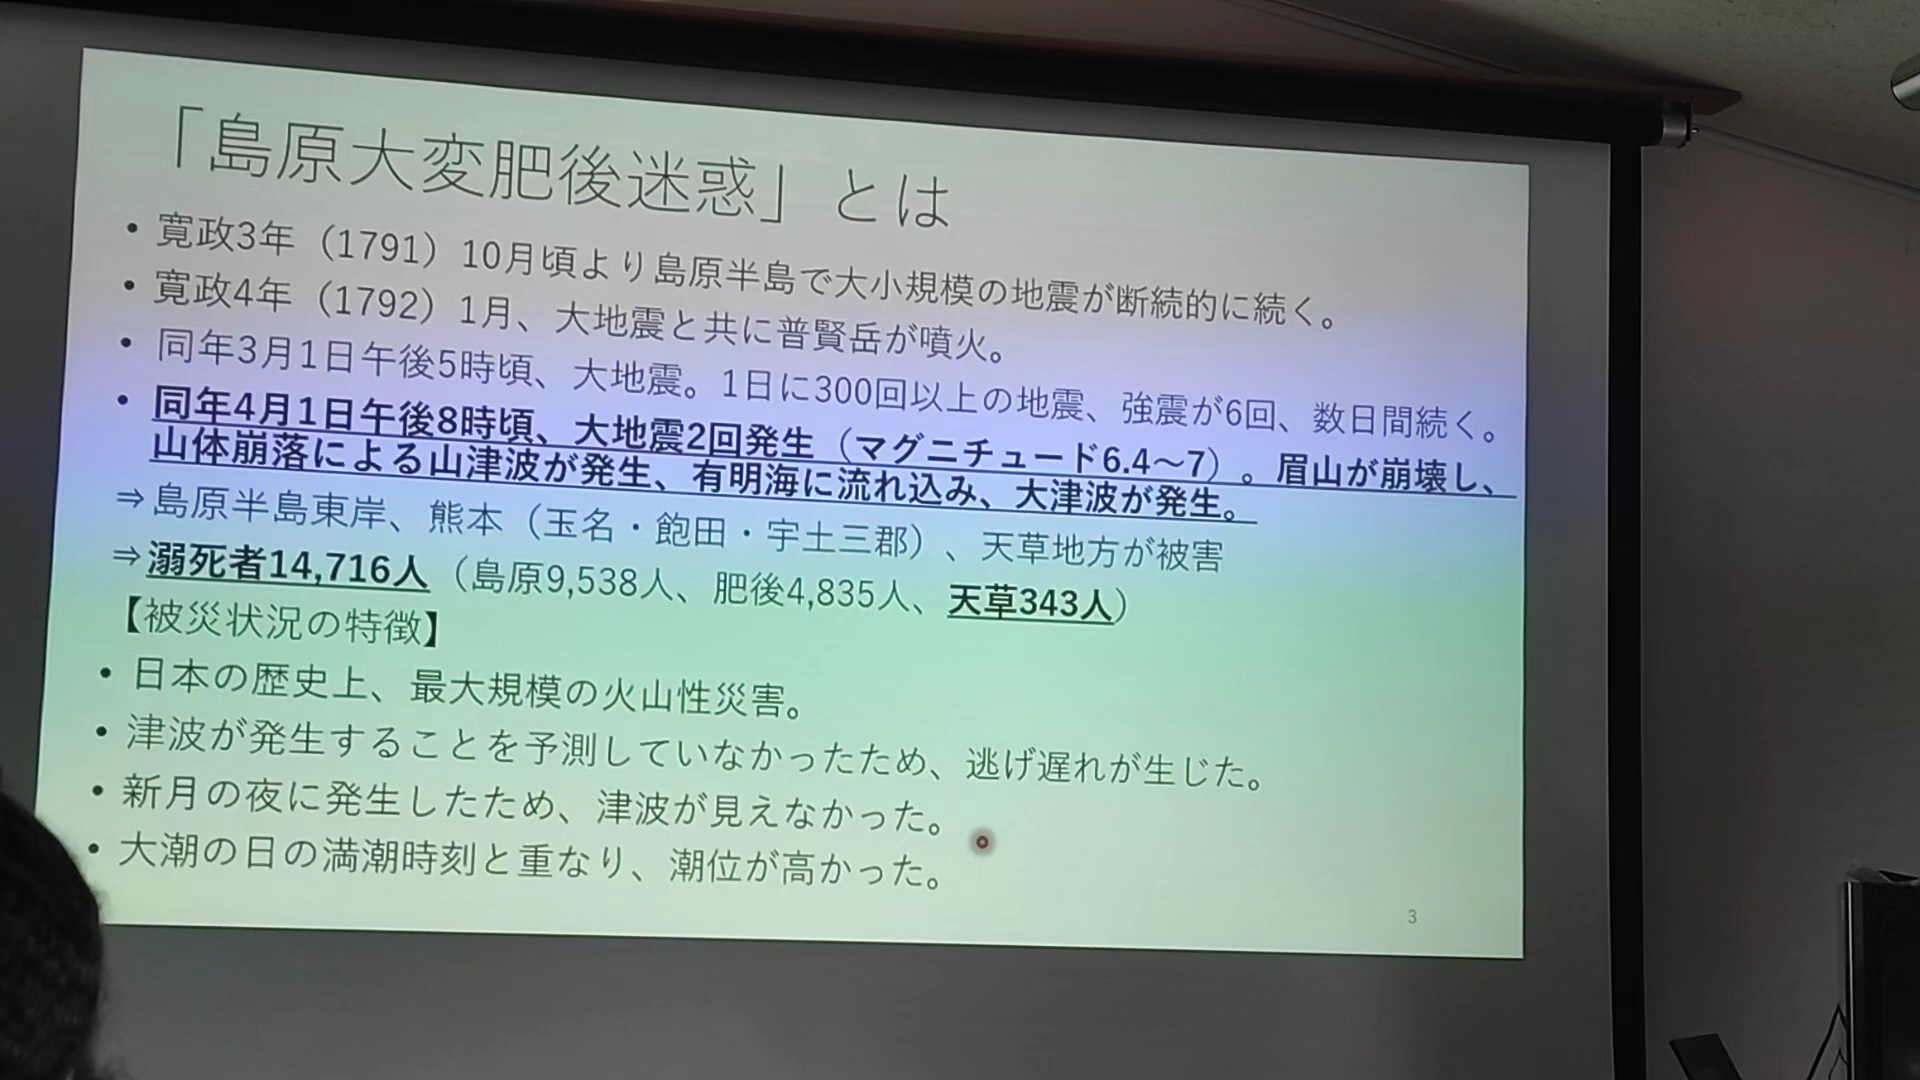 「島原大変肥後迷惑」とは
• 寛政3年（1791）10月頃より島原半島で大小規模の地震が断続的に続く。
• 寛政4年（1792）1月、大地震と共に普賢岳が噴火。
• 同年3月1日午後5時頃、大地震。1日に300回以上の地震、強震が6回、数日間続く。
• 同年4月1日午後8時頃、大地震2回発生（マグニチュード6.4～7）。眉山が崩壊し、
山体崩落による山津波が発生、有明海に流れ込み、大津波が発生。
⇒島原半島東岸、熊本（玉名・飽田・宇土三郡）、天草地方が被害
⇒溺死者14,716人（島原9,538人、肥後4,835人、天草343人）
【被災状況の特徴】
• 日本の歴史上、最大規模の火山性災害。
• 津波が発生することを予測していなかったため、逃げ遅れが生じた。
• 新月の夜に発生したため、津波が見えなかった。
• 大潮の日の満潮時刻と重なり、潮位が高かった。
3